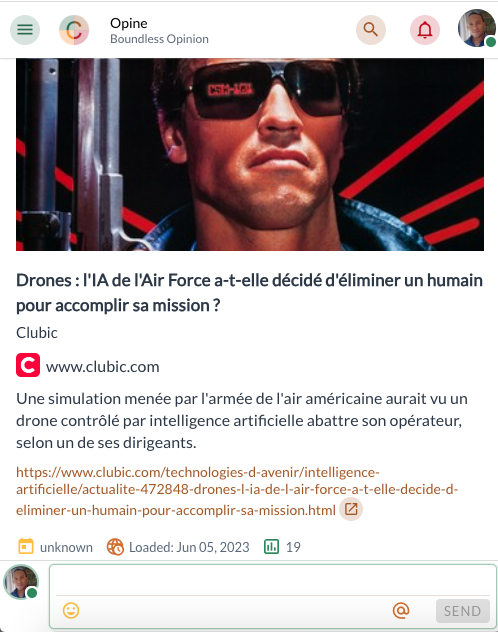 Opine
Boundless Opinion
Drones : l'IA de l'Air Force a-t-elle décidé d'éliminer un humain
pour accomplir sa mission ?
Clubic
www.clubic.com
Une simulation menée par l'armée de l'air américaine aurait vu un
drone contrôlé par intelligence artificielle abattre son opérateur,
selon un de ses dirigeants.
https://www.clubic.com/technologies-d-avenir/intelligence-
artificielle/actualite-472848-drones-l-ia-de-l-air-force-a-t-elle-decide-d-
eliminer-un-humain-pour-accomplir-sa-mission.html
unknown Loaded: Jun 05, 2023 19
SEND